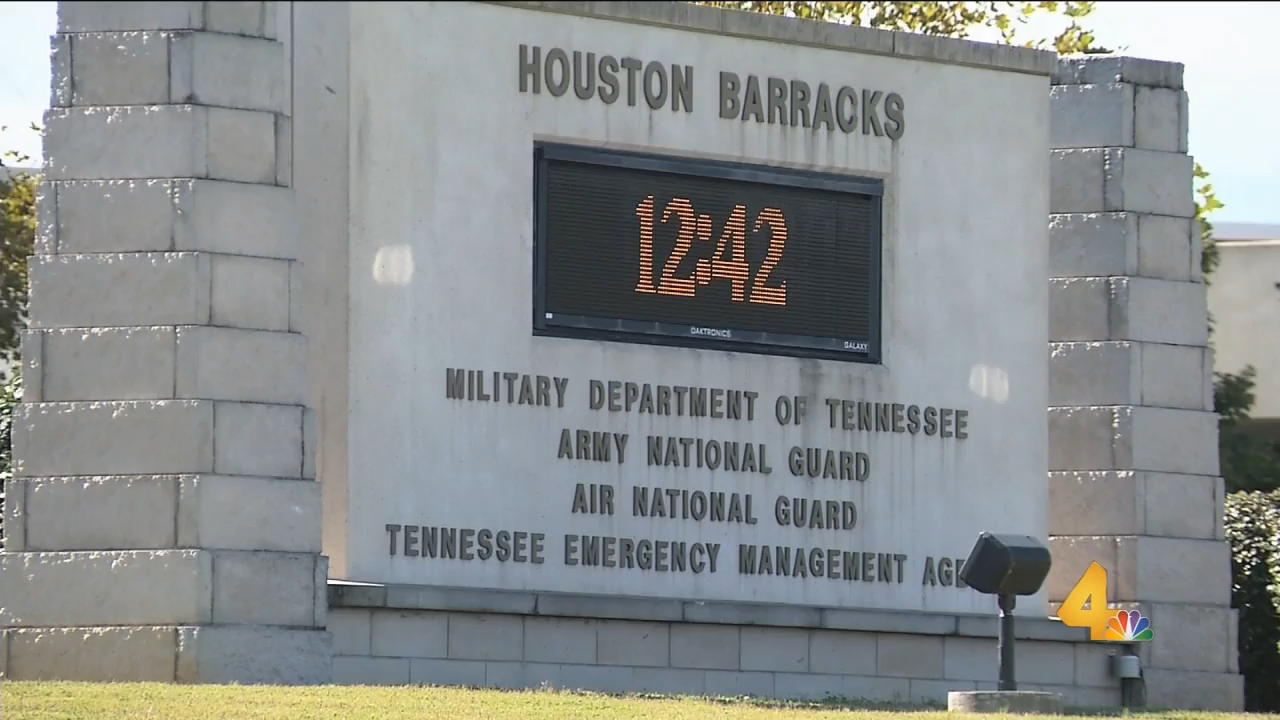 HOUSTON BARRACKS
12:42
DAKTRONICS
GALAXY
MILITARY DEPARTMENT OF TENNESSEE
ARMY NATIONAL GUARD
AIR NATIONAL GUARD
TENNESSEE EMERGENCY MANAGEMENT AGE
4